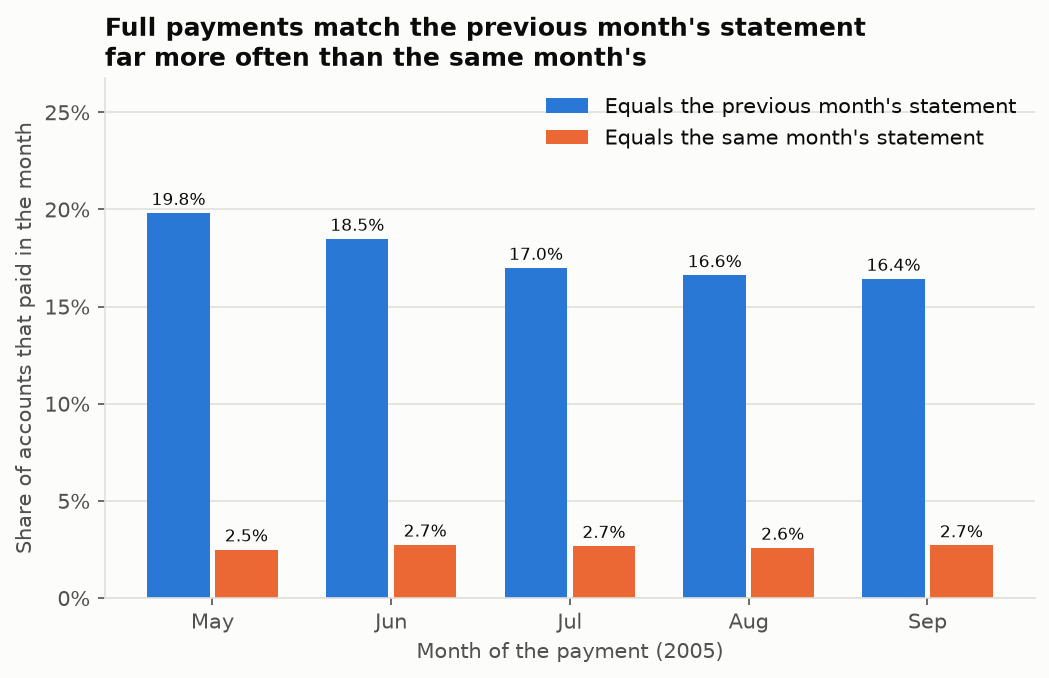 Full payments match the previous month's statement
far more often than the same month's
Equals the previous month's statement
Equals the same month's statement
Share of accounts that paid in the month
25%
20%
15%
10%
5%
0%
19.8%
2.5%
18.5%
2.7%
17.0%
2.7%
16.6%
2.6%
16.4%
2.7%
May
Jun
Jul
Aug
Sep
Month of the payment (2005)